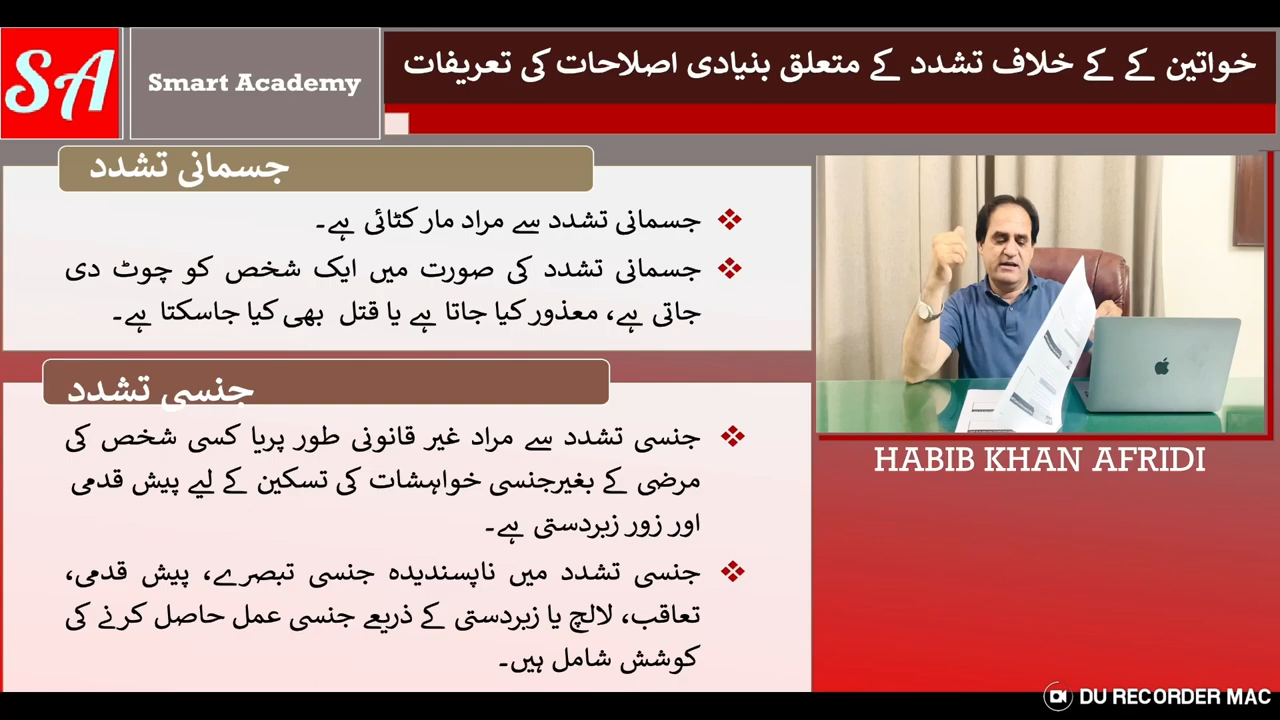 SA
Smart Academy
خواتین کے کے خلاف تشدد کے متعلق بنیادی اصلاحات کی تعریفات
جسمانی تشدد
جسمانی تشدد سے مراد مار کٹائی ہے۔
جسمانی تشدد کی صورت میں ایک شخص کو چوٹ دی
جاتی ہے، معذور کیا جاتا ہے یا قتل بھی کیا جاسکتا ہے۔
جنسی تشدد
جنسی تشدد سے مراد غیر قانونی طور پریا کسی شخص کی
مرضی کے بغیرجنسی خواہشات کی تسکین کے لیے پیش قدمی
اور زور زبردستی ہے۔
جنسی تشدد میں ناپسندیدہ جنسی تبصرے، پیش قدمی،
تعاقب، لالچ یا زبردستی کے ذریعے جنسی عمل حاصل کرنے کی
کوشش شامل ہیں۔
HABIB KHAN AFRIDI
DU RECORDER MAC